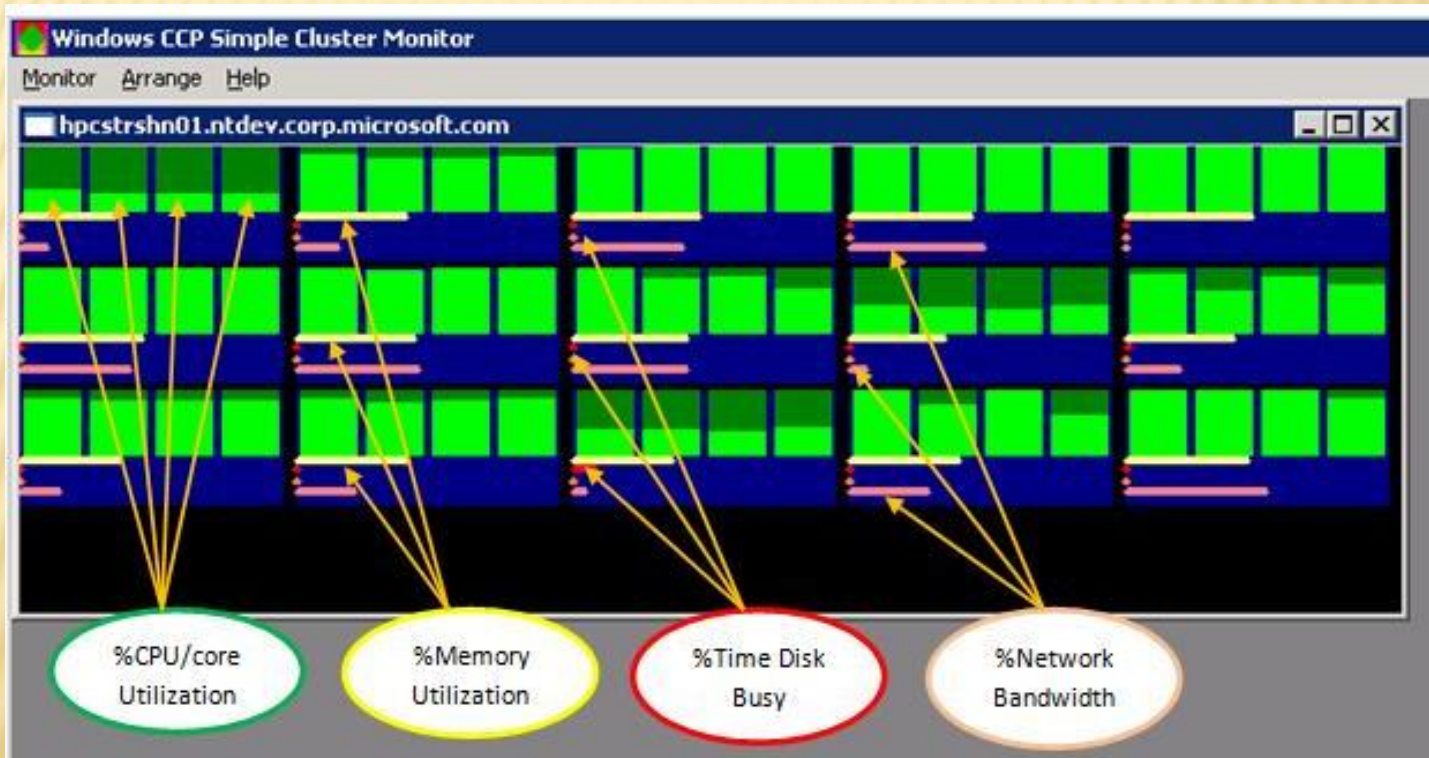 Windows CCP Simple Cluster Monitor
Monitor Arrange Help
hpcstrshn01.ntdev.corp.microsoft.com
%CPU/core
Utilization
%Memory
Utilization
%Time Disk
Busy
%Network
Bandwidth